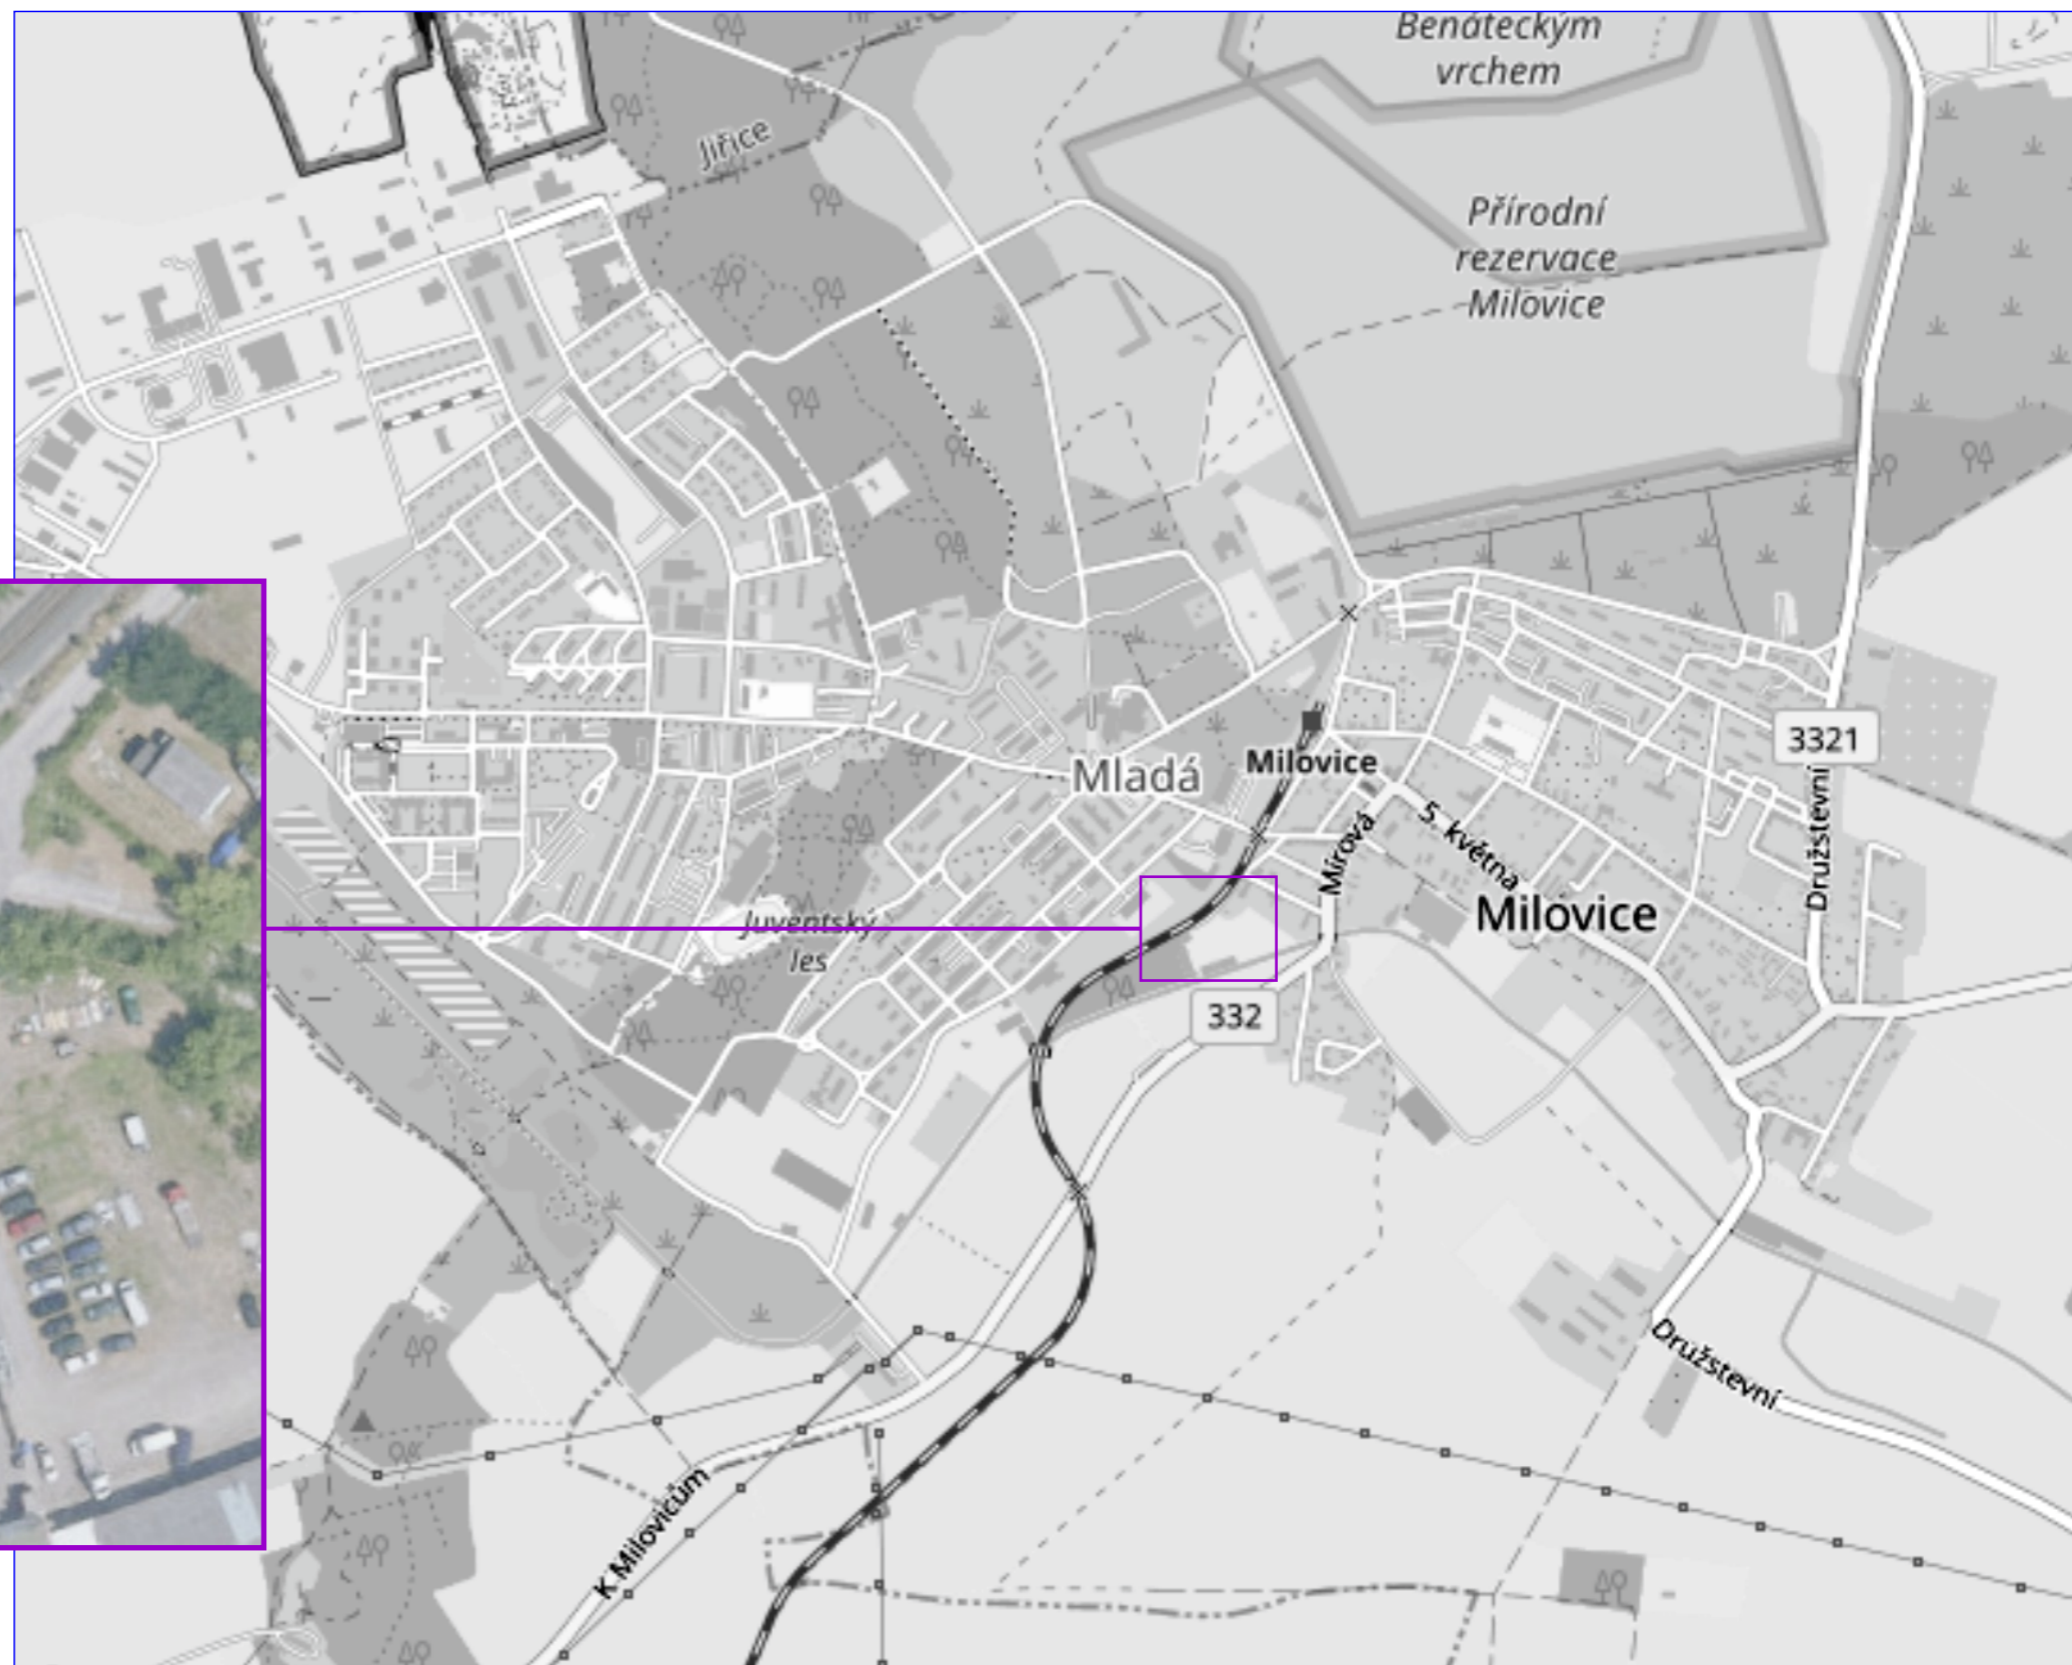 Benáteckým
vrchem
Jiřice
Přírodní
rezervace
Milovice
3321
Milovice
Mladá
Mírová
5. května
Družstevní
Milovice
Juventský
les
332
Družstevní
K Milovicům